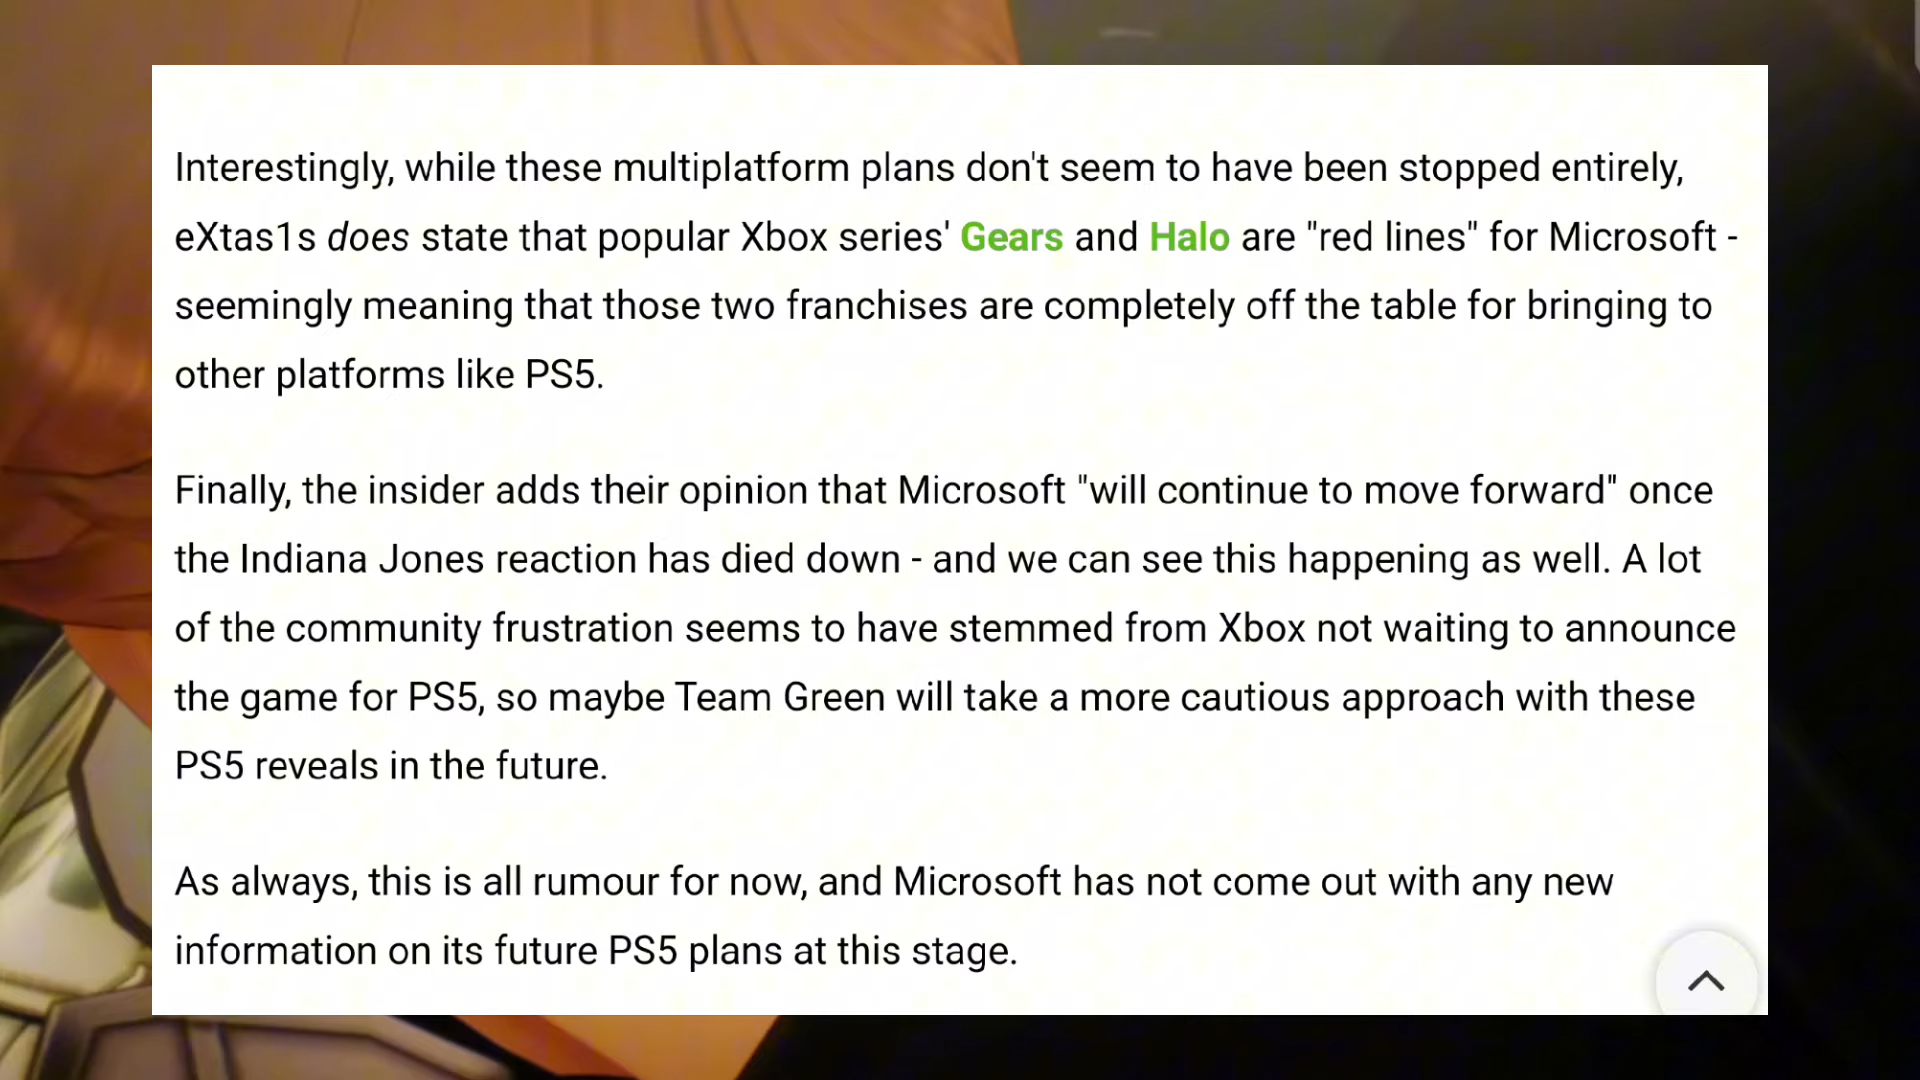 Interestingly, while these multiplatform plans don't seem to have been stopped entirely,
eXtas1s does state that popular Xbox series' Gears and Halo are "red lines" for Microsoft -
seemingly meaning that those two franchises are completely off the table for bringing to
other platforms like PS5.
Finally, the insider adds their opinion that Microsoft "will continue to move forward" once
the Indiana Jones reaction has died down - and we can see this happening as well. A lot
of the community frustration seems to have stemmed from Xbox not waiting to announce
the game for PS5, so maybe Team Green will take a more cautious approach with these
PS5 reveals in the future.
As always, this is all rumour for now, and Microsoft has not come out with any new
information on its future PS5 plans at this stage.